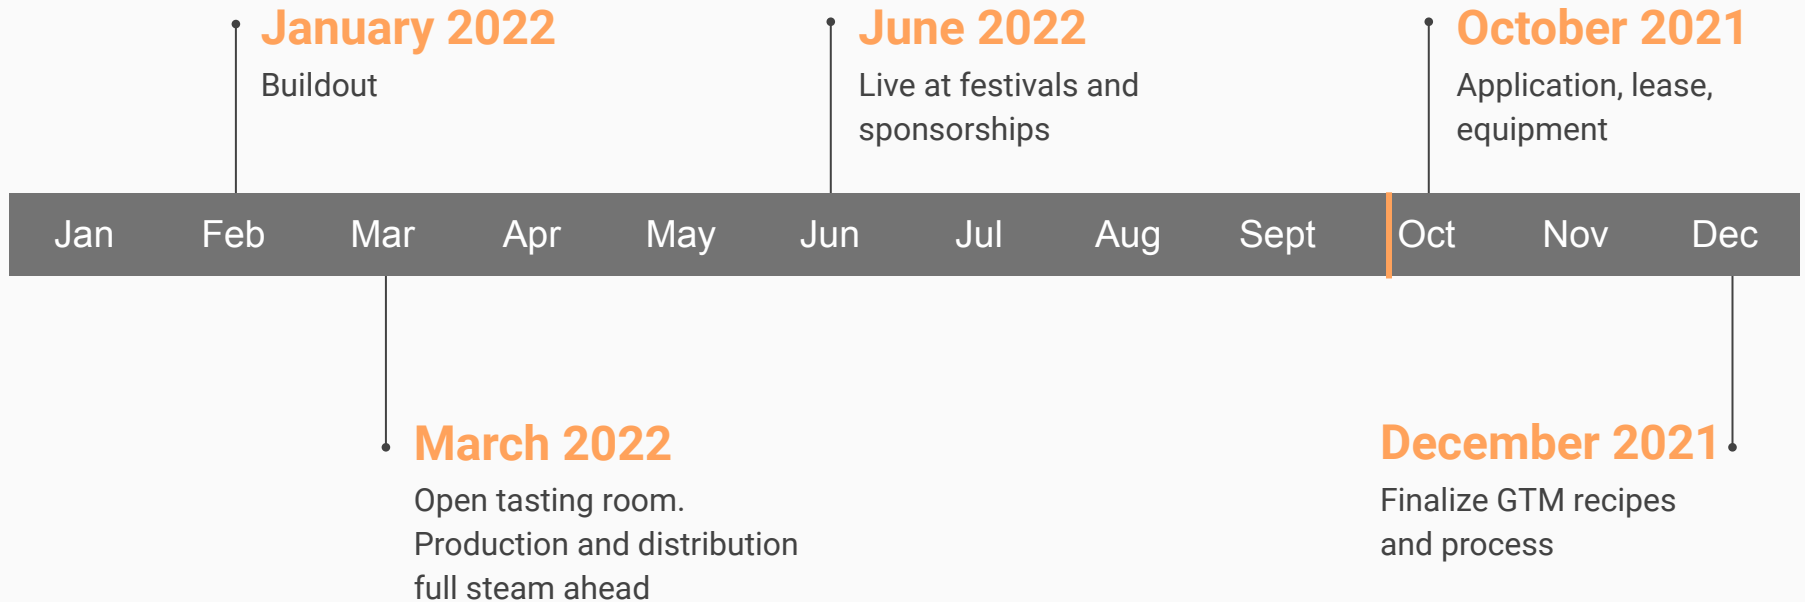 January 2022
Buildout
June 2022
Live at festivals and
sponsorships
October 2021
Application, lease,
equipment
Jan Feb Mar Apr May Jun Jul Aug Sept Oct Nov Dec
March 2022
Open tasting room.
Production and distribution
full steam ahead
December 2021
Finalize GTM recipes
and process